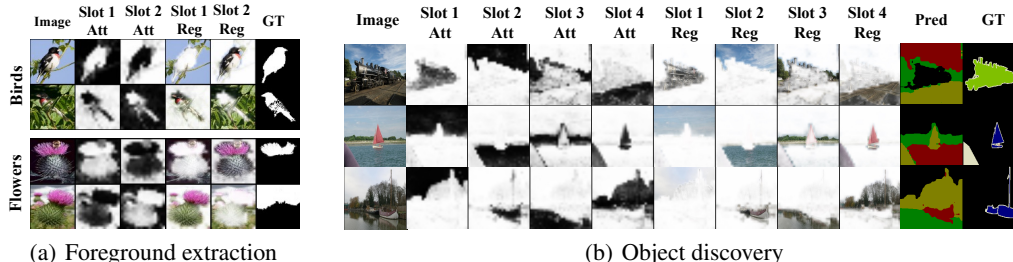 Image Slot 1 Att Slot 2 Att Slot 1 Reg Slot 2 Reg GT
Birds
Flowers
(a) Foreground extraction
Image Slot 1 Att Slot 2 Att Slot 3 Att Slot 4 Att Slot 1 Reg Slot 2 Reg Slot 3 Reg Slot 4 Reg Pred GT
(b) Object discovery